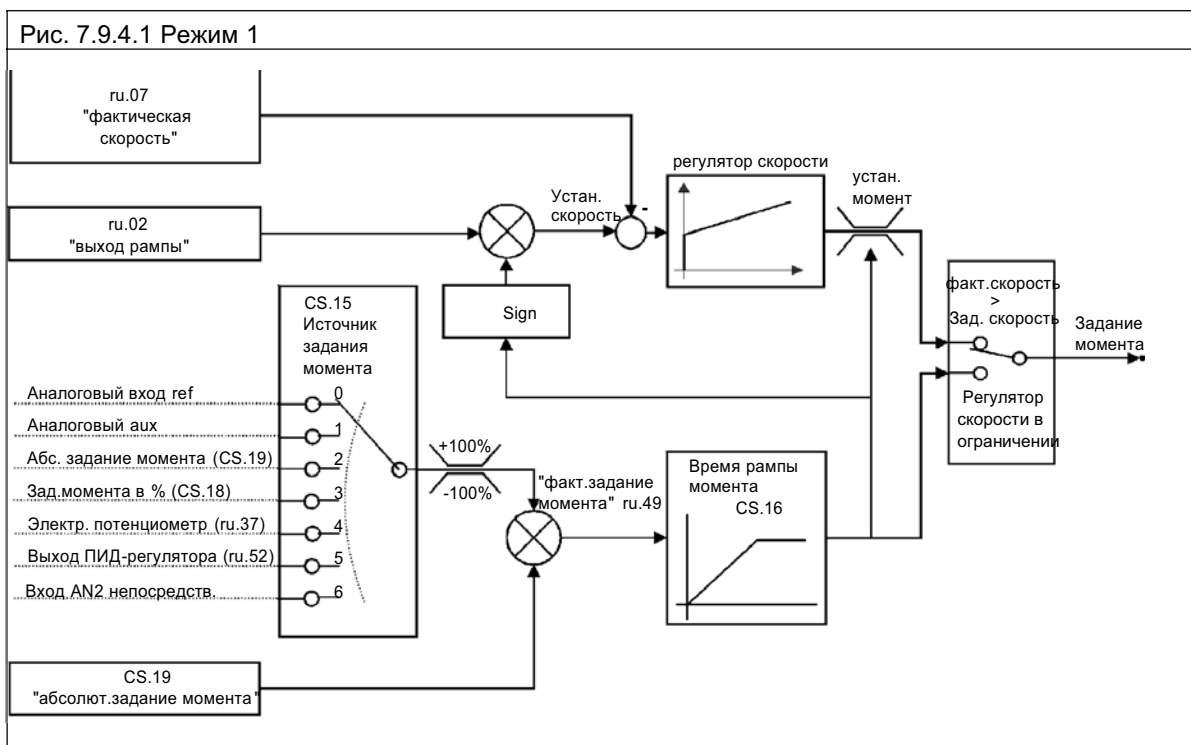 Рис. 7.9.4.1 Режим 1
ru.07
"фактическая
скорость"
ru.02
"выход рампы"
Устан.
скорость
-
регулятор скорости
устан.
момент
Sign
факт.скорость
>
Зад. скорость
Регулятор
скорости в
ограничении
Задание
момента
CS.15
Источник
задания
момента
Аналоговый вход ref
0
Аналоговый aux
1
Абс. задание момента (CS.19)
2
Зад.момента в % (CS.18)
3
Электр. потенциометр (ru.37)
4
Выход ПИД-регулятора (ru.52)
5
Вход AN2 непосредств.
6
+100%
-100%
"факт.задание
момента" ru.49
Время рампы
момента
CS.16
CS.19
"абсолют.задание момента"